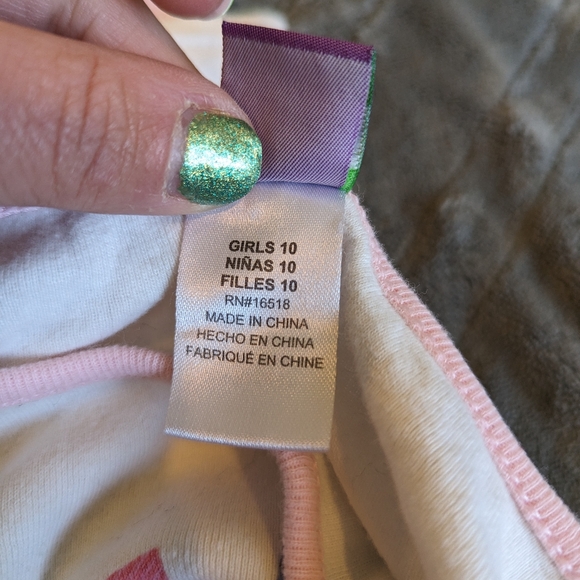 GIRLS 10
NIÑAS 10
FILLES 10
RN#16518
MADE IN CHINA
HECHO EN CHINA
FABRIQUÉ EN CHINE